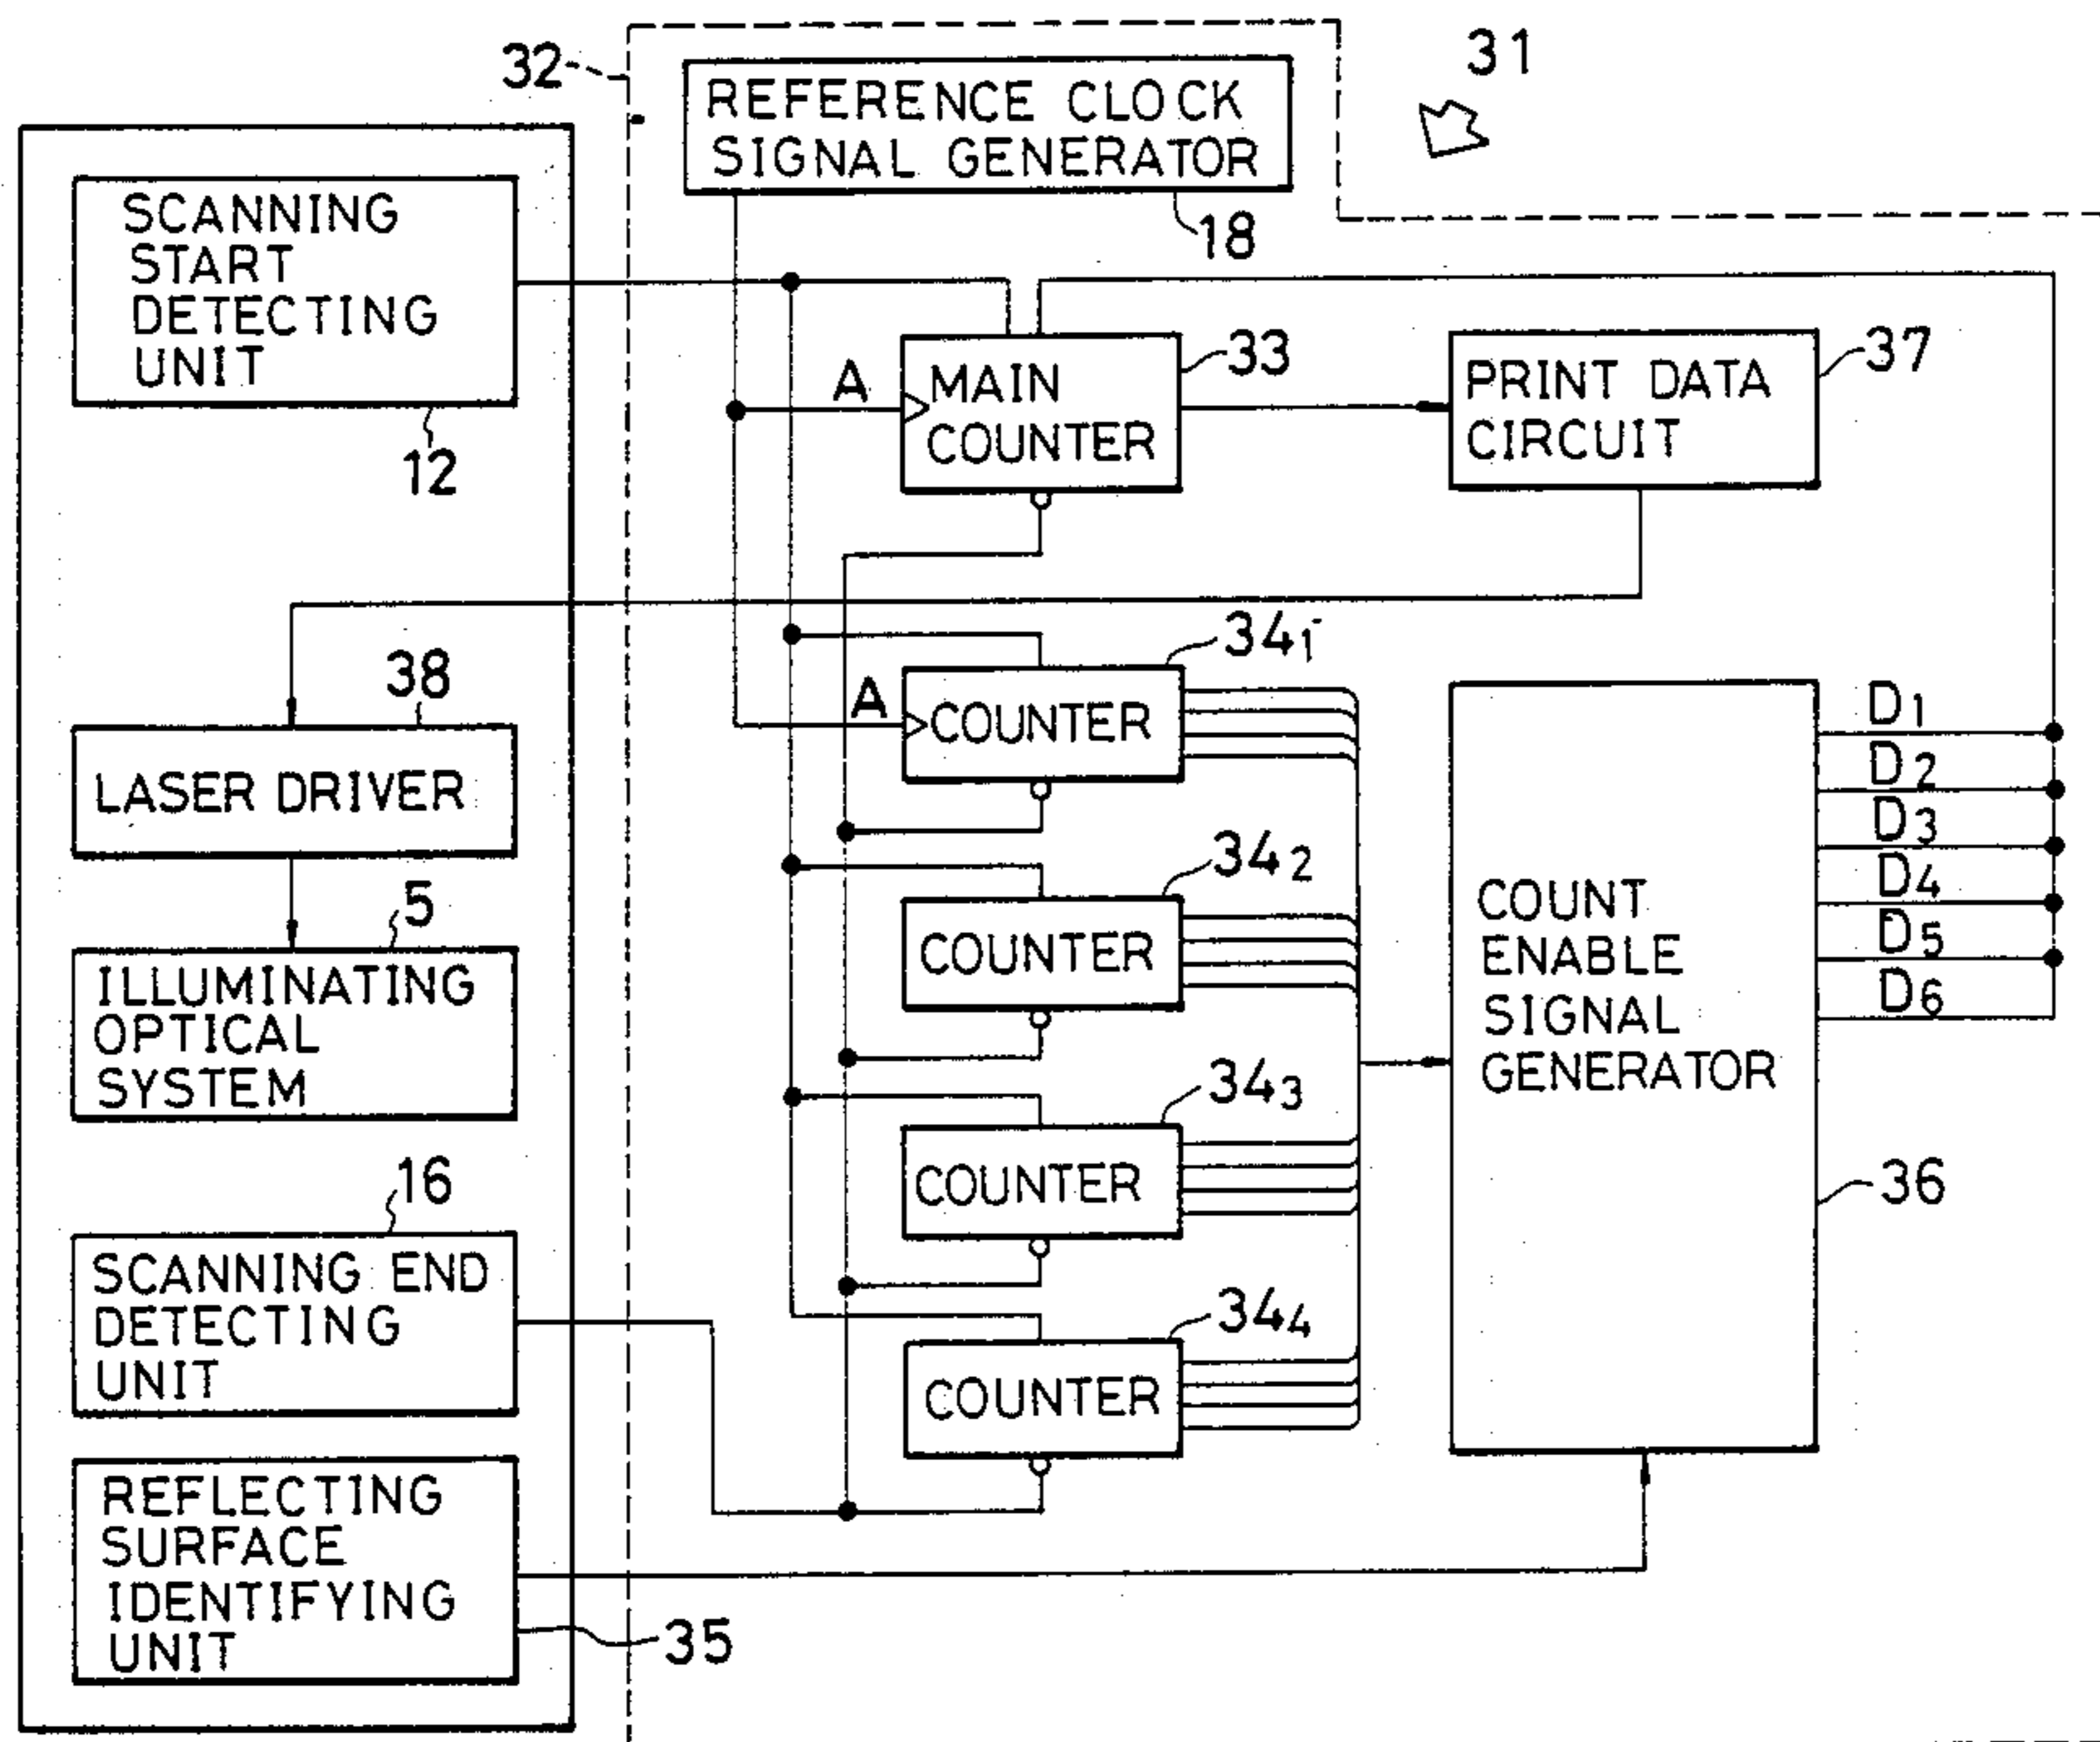 32
REFERENCE CLOCK
SIGNAL GENERATOR
18
31
SCANNING
START
DETECTING
UNIT
12
A
MAIN
COUNTER
33
PRINT DATA
CIRCUIT
37
38
LASER DRIVER
5
ILLUMINATING
OPTICAL
SYSTEM
16
SCANNING END
DETECTING
UNIT
REFLECTING
SURFACE
IDENTIFYING
UNIT
35
A
COUNTER
34₁
COUNTER
34₂
COUNTER
34₃
COUNTER
34₄
COUNT
ENABLE
SIGNAL
GENERATOR
36
D₁
D₂
D₃
D₄
D₅
D₆